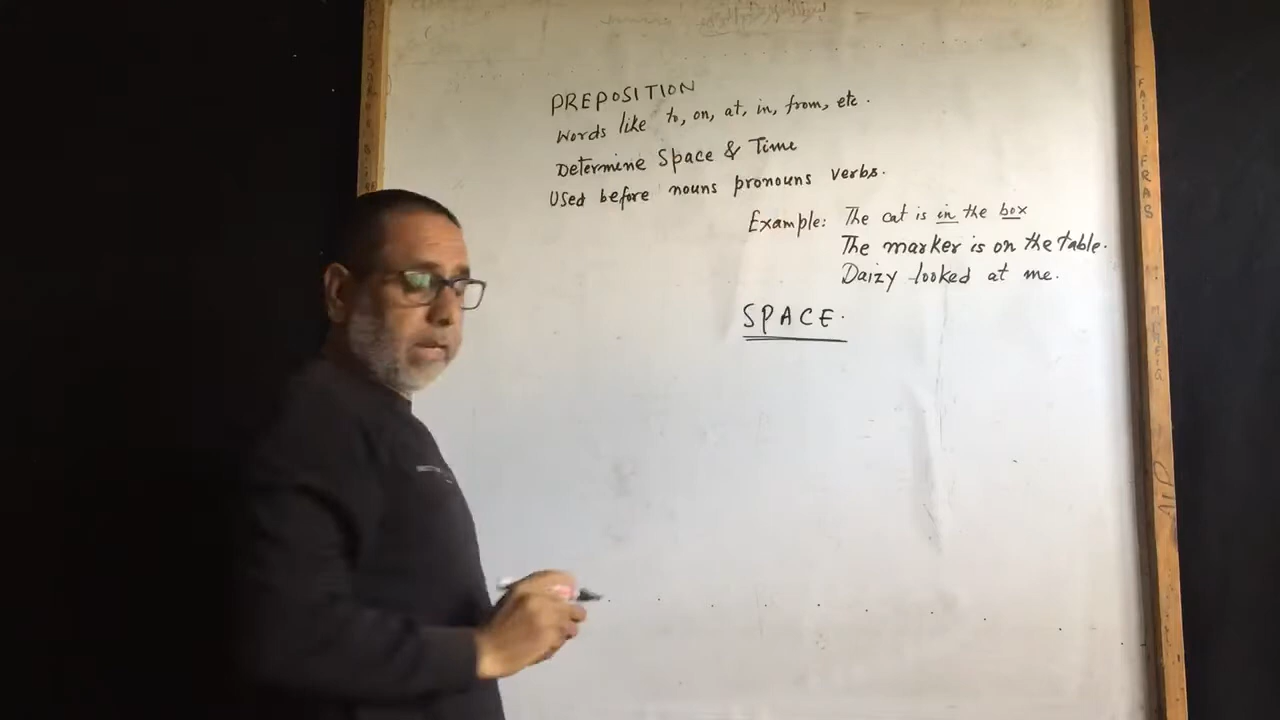 PREPOSITION
Words like to, on, at, in, from, etc.
Determine Space & Time
Used before nouns pronouns verbs.
Example: The cat is in the box
The marker is on the table.
Daizy looked at me.
SPACE.